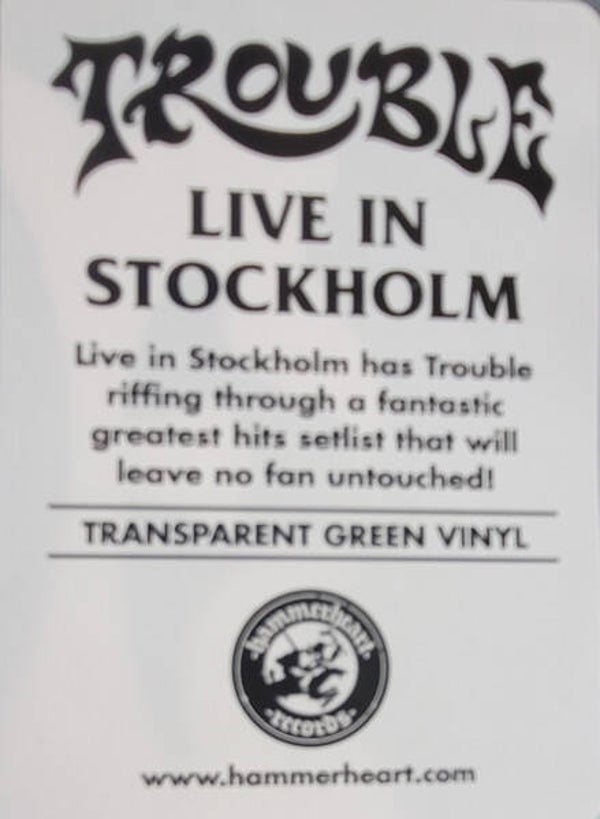 TROUBLE
LIVE IN
STOCKHOLM
Live in Stockholm has Trouble
riffing through a fantastic
greatest hits setlist that will
leave no fan untouched!
TRANSPARENT GREEN VINYL
·hammerheart·
·records·
www.hammerheart.com